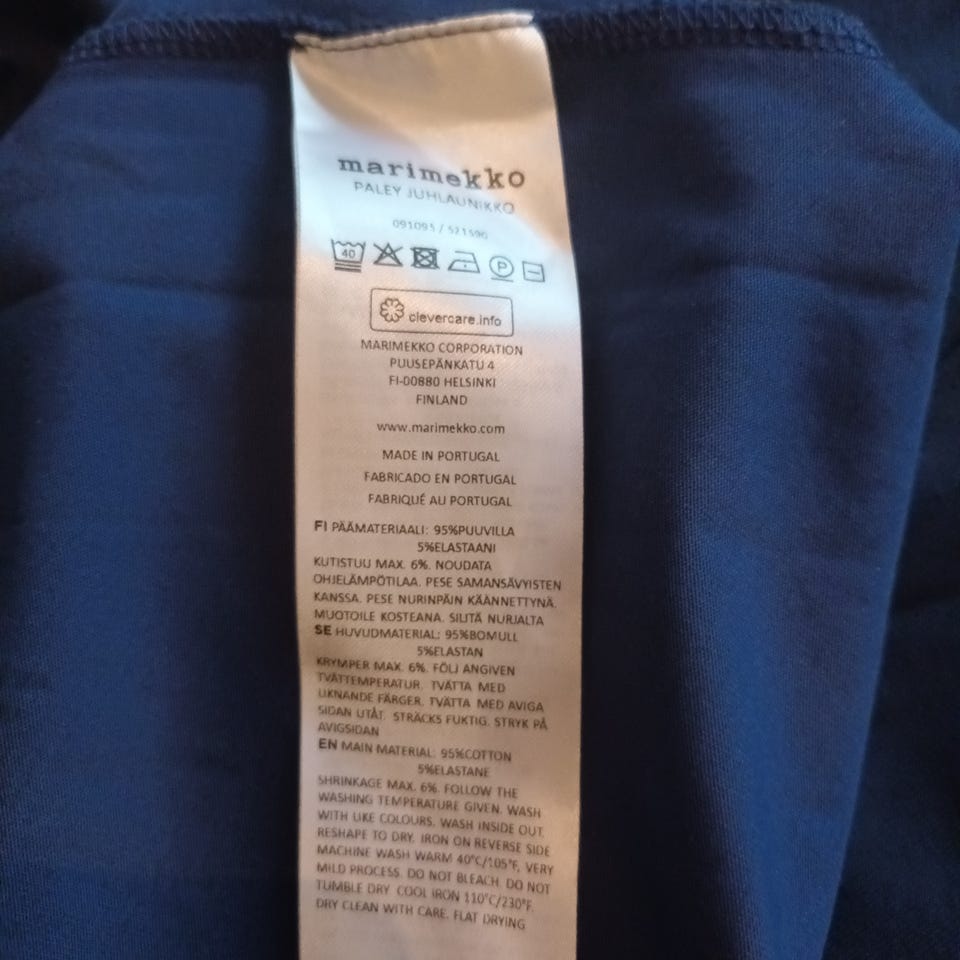 marimekko
PALEY JUHLAUNIKKO
091095 / 521590
40 P
clevercare.info
MARIMEKKO CORPORATION
PUUSEPÄNKATU 4
FI-00880 HELSINKI
FINLAND
www.marimekko.com
MADE IN PORTUGAL
FABRICADO EN PORTUGAL
FABRIQUÉ AU PORTUGAL
FI PÄÄMATERIAALI: 95%PUUVILLA
5%ELASTAANI
KUTISTUU MAX. 6%. NOUDATA
OHJELÄMPÖTILAA. PESE SAMANSÄVYISTEN
KANSSA. PESE NURINPÄIN KÄÄNNETTYNÄ.
MUOTOILE KOSTEANA. SILITÄ NURJALTA
SE HUVUDMATERIAL: 95%BOMULL
5%ELASTAN
KRYMPER MAX. 6%. FÖLJ ANGIVEN
TVÄTTEMPERATUR. TVÄTTA MED
LIKNANDE FÄRGER. TVÄTTA MED AVIGA
SIDAN UTÅT. STRÄCKS FUKTIG. STRYK PÅ
AVIGSIDAN
EN MAIN MATERIAL: 95%COTTON
5%ELASTANE
SHRINKAGE MAX. 6%. FOLLOW THE
WASHING TEMPERATURE GIVEN. WASH
WITH LIKE COLOURS. WASH INSIDE OUT.
RESHAPE TO DRY. IRON ON REVERSE SIDE
MACHINE WASH WARM 40°C/105°F, VERY
MILD PROCESS. DO NOT BLEACH. DO NOT
TUMBLE DRY. COOL IRON 110°C/230°F.
DRY CLEAN WITH CARE. FLAT DRYING